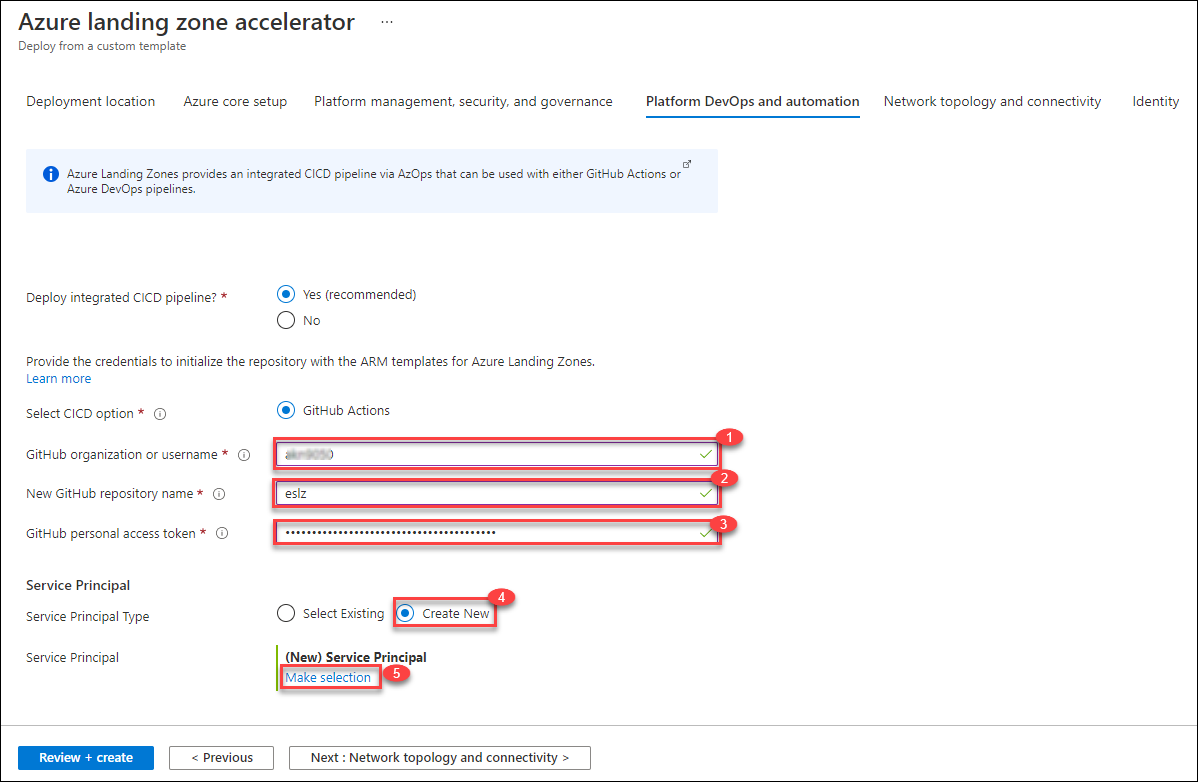 Azure landing zone accelerator ...
Deploy from a custom template
Deployment location Azure core setup Platform management, security, and governance Platform DevOps and automation Network topology and connectivity Identity
Azure Landing Zones provides an integrated CICD pipeline via AzOps that can be used with either GitHub Actions or
Azure DevOps pipelines.
Deploy integrated CICD pipeline? * Yes (recommended)
No
Provide the credentials to initialize the repository with the ARM templates for Azure Landing Zones.
Learn more
Select CICD option * GitHub Actions
1
GitHub organization or username *
2
New GitHub repository name * eslz
3
GitHub personal access token * ••••••••••••••••••••••••••••••••••••••••
Service Principal
4
Service Principal Type Select Existing Create New
Service Principal (New) Service Principal
Make selection 5
Review + create < Previous Next : Network topology and connectivity >